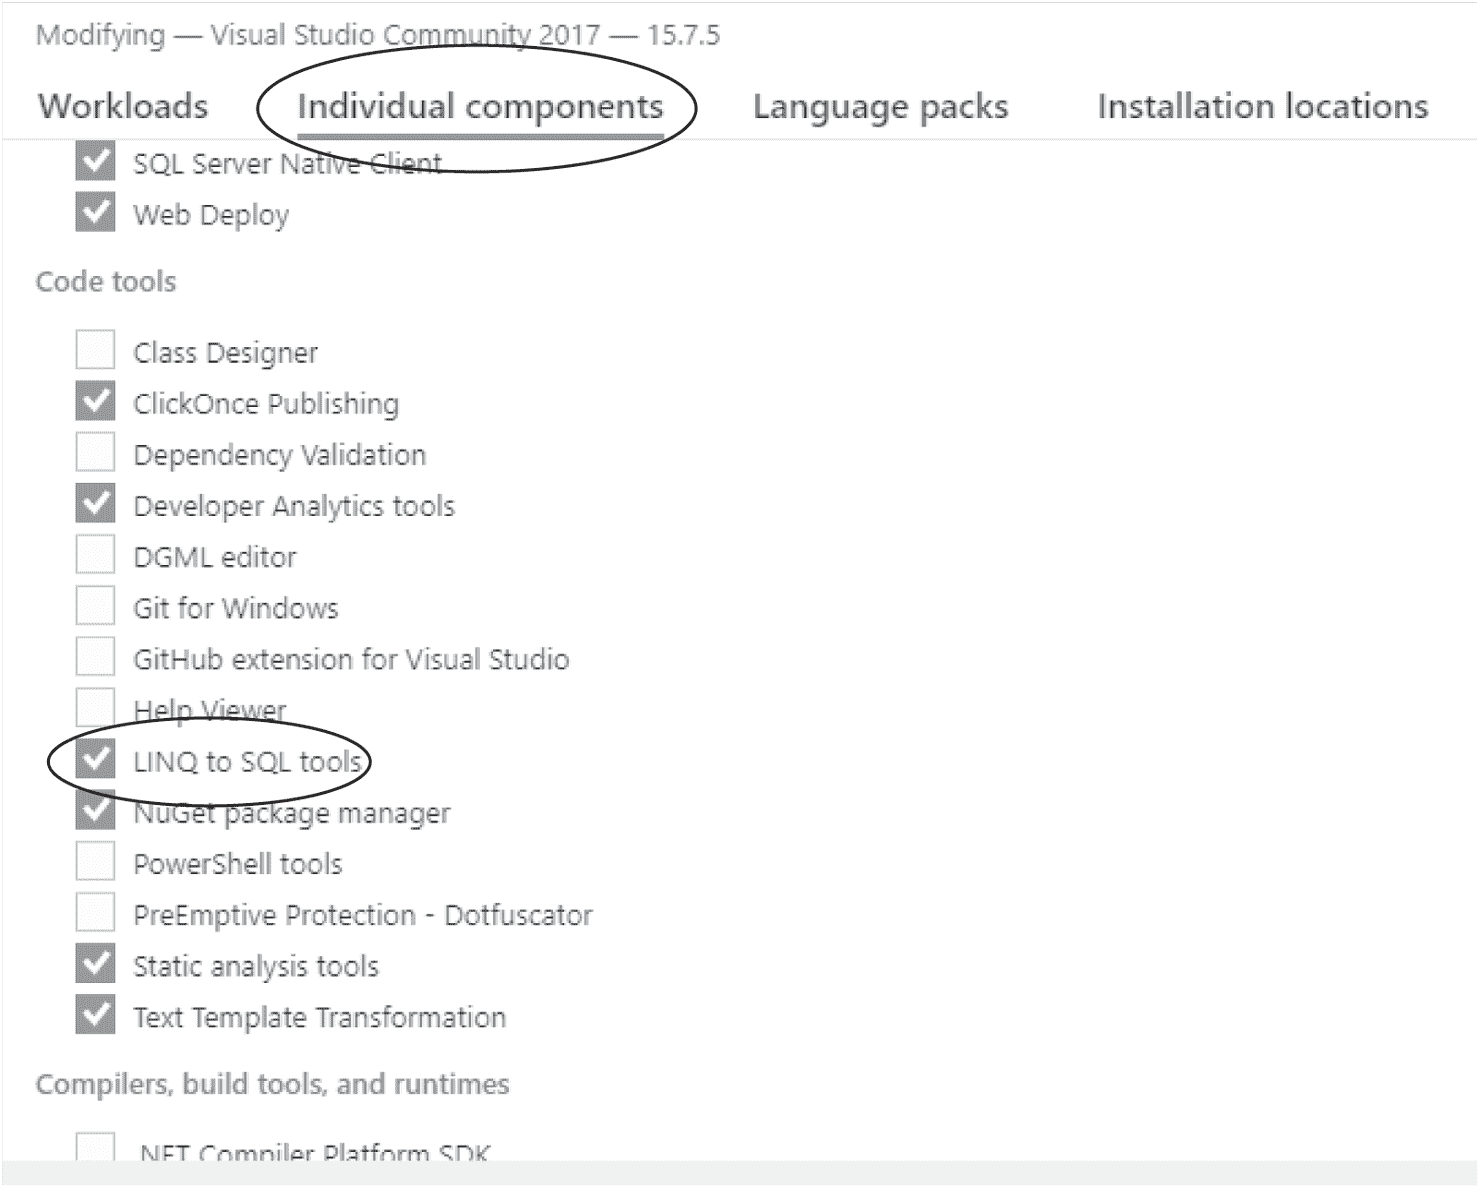 Modifying — Visual Studio Community 2017 — 15.7.5
Workloads Individual components Language packs Installation locations
SQL Server Native Client
Web Deploy
Code tools
Class Designer
ClickOnce Publishing
Dependency Validation
Developer Analytics tools
DGML editor
Git for Windows
GitHub extension for Visual Studio
Help Viewer
LINQ to SQL tools
NuGet package manager
PowerShell tools
PreEmptive Protection - Dotfuscator
Static analysis tools
Text Template Transformation
Compilers, build tools, and runtimes
.NET Compiler Platform SDK